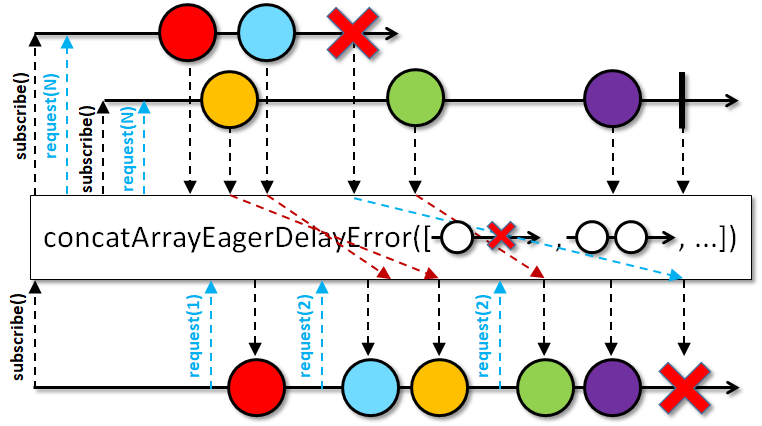 subscribe()
request(N)
subscribe()
request(N)
concatArrayEagerDelayError([ , , ...])
subscribe()
request(1)
request(2)
request(2)